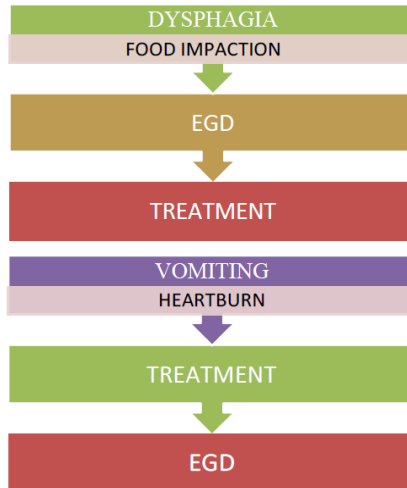 DYSPHAGIA
FOOD IMPACTION
EGD
TREATMENT
VOMITING
HEARTBURN
TREATMENT
EGD